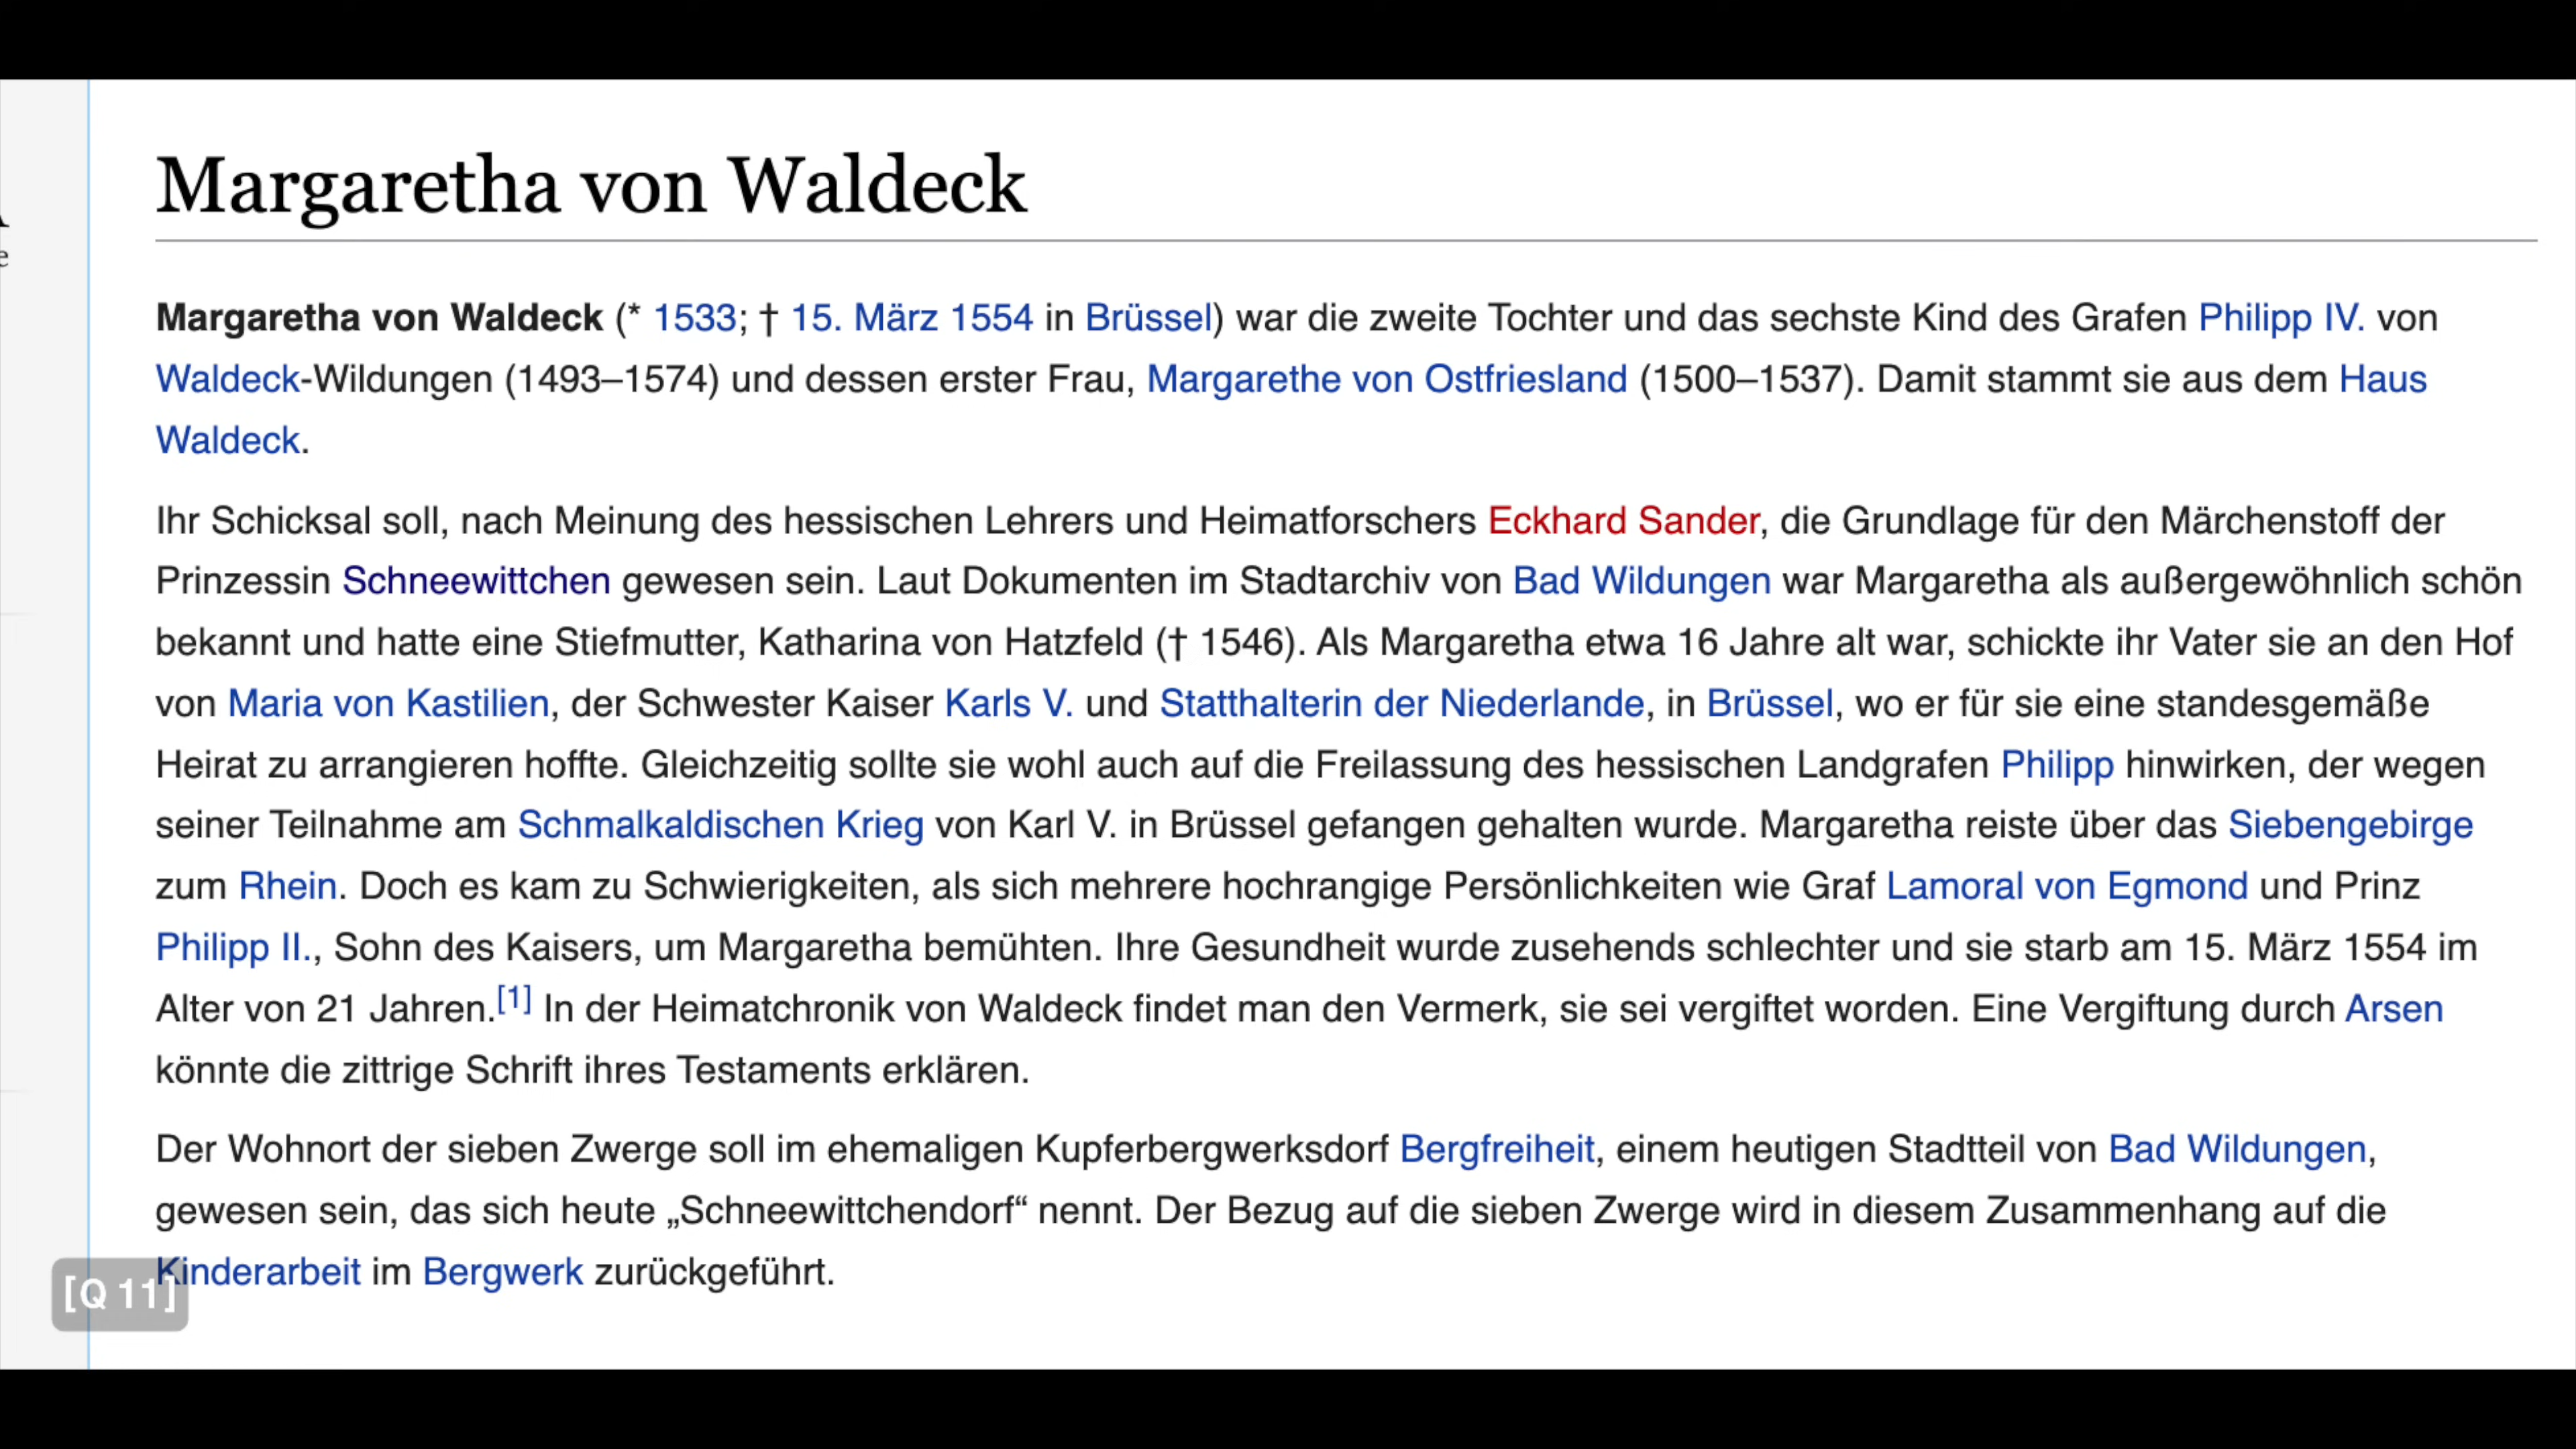 Margaretha von Waldeck
Margaretha von Waldeck (* 1533; † 15. März 1554 in Brüssel) war die zweite Tochter und das sechste Kind des Grafen Philipp IV. von
Waldeck-Wildungen (1493–1574) und dessen erster Frau, Margarethe von Ostfriesland (1500–1537). Damit stammt sie aus dem Haus
Waldeck.
Ihr Schicksal soll, nach Meinung des hessischen Lehrers und Heimatforschers Eckhard Sander, die Grundlage für den Märchenstoff der
Prinzessin Schneewittchen gewesen sein. Laut Dokumenten im Stadtarchiv von Bad Wildungen war Margaretha als außergewöhnlich schön
bekannt und hatte eine Stiefmutter, Katharina von Hatzfeld († 1546). Als Margaretha etwa 16 Jahre alt war, schickte ihr Vater sie an den Hof
von Maria von Kastilien, der Schwester Kaiser Karls V. und Statthalterin der Niederlande, in Brüssel, wo er für sie eine standesgemäße
Heirat zu arrangieren hoffte. Gleichzeitig sollte sie wohl auch auf die Freilassung des hessischen Landgrafen Philipp hinwirken, der wegen
seiner Teilnahme am Schmalkaldischen Krieg von Karl V. in Brüssel gefangen gehalten wurde. Margaretha reiste über das Siebengebirge
zum Rhein. Doch es kam zu Schwierigkeiten, als sich mehrere hochrangige Persönlichkeiten wie Graf Lamoral von Egmond und Prinz
Philipp II., Sohn des Kaisers, um Margaretha bemühten. Ihre Gesundheit wurde zusehends schlechter und sie starb am 15. März 1554 im
Alter von 21 Jahren.[1] In der Heimatchronik von Waldeck findet man den Vermerk, sie sei vergiftet worden. Eine Vergiftung durch Arsen
könnte die zittrige Schrift ihres Testaments erklären.
Der Wohnort der sieben Zwerge soll im ehemaligen Kupferbergwerksdorf Bergfreiheit, einem heutigen Stadtteil von Bad Wildungen,
gewesen sein, das sich heute „Schneewittchendorf“ nennt. Der Bezug auf die sieben Zwerge wird in diesem Zusammenhang auf die
Kinderarbeit im Bergwerk zurückgeführt.
[Q 11]